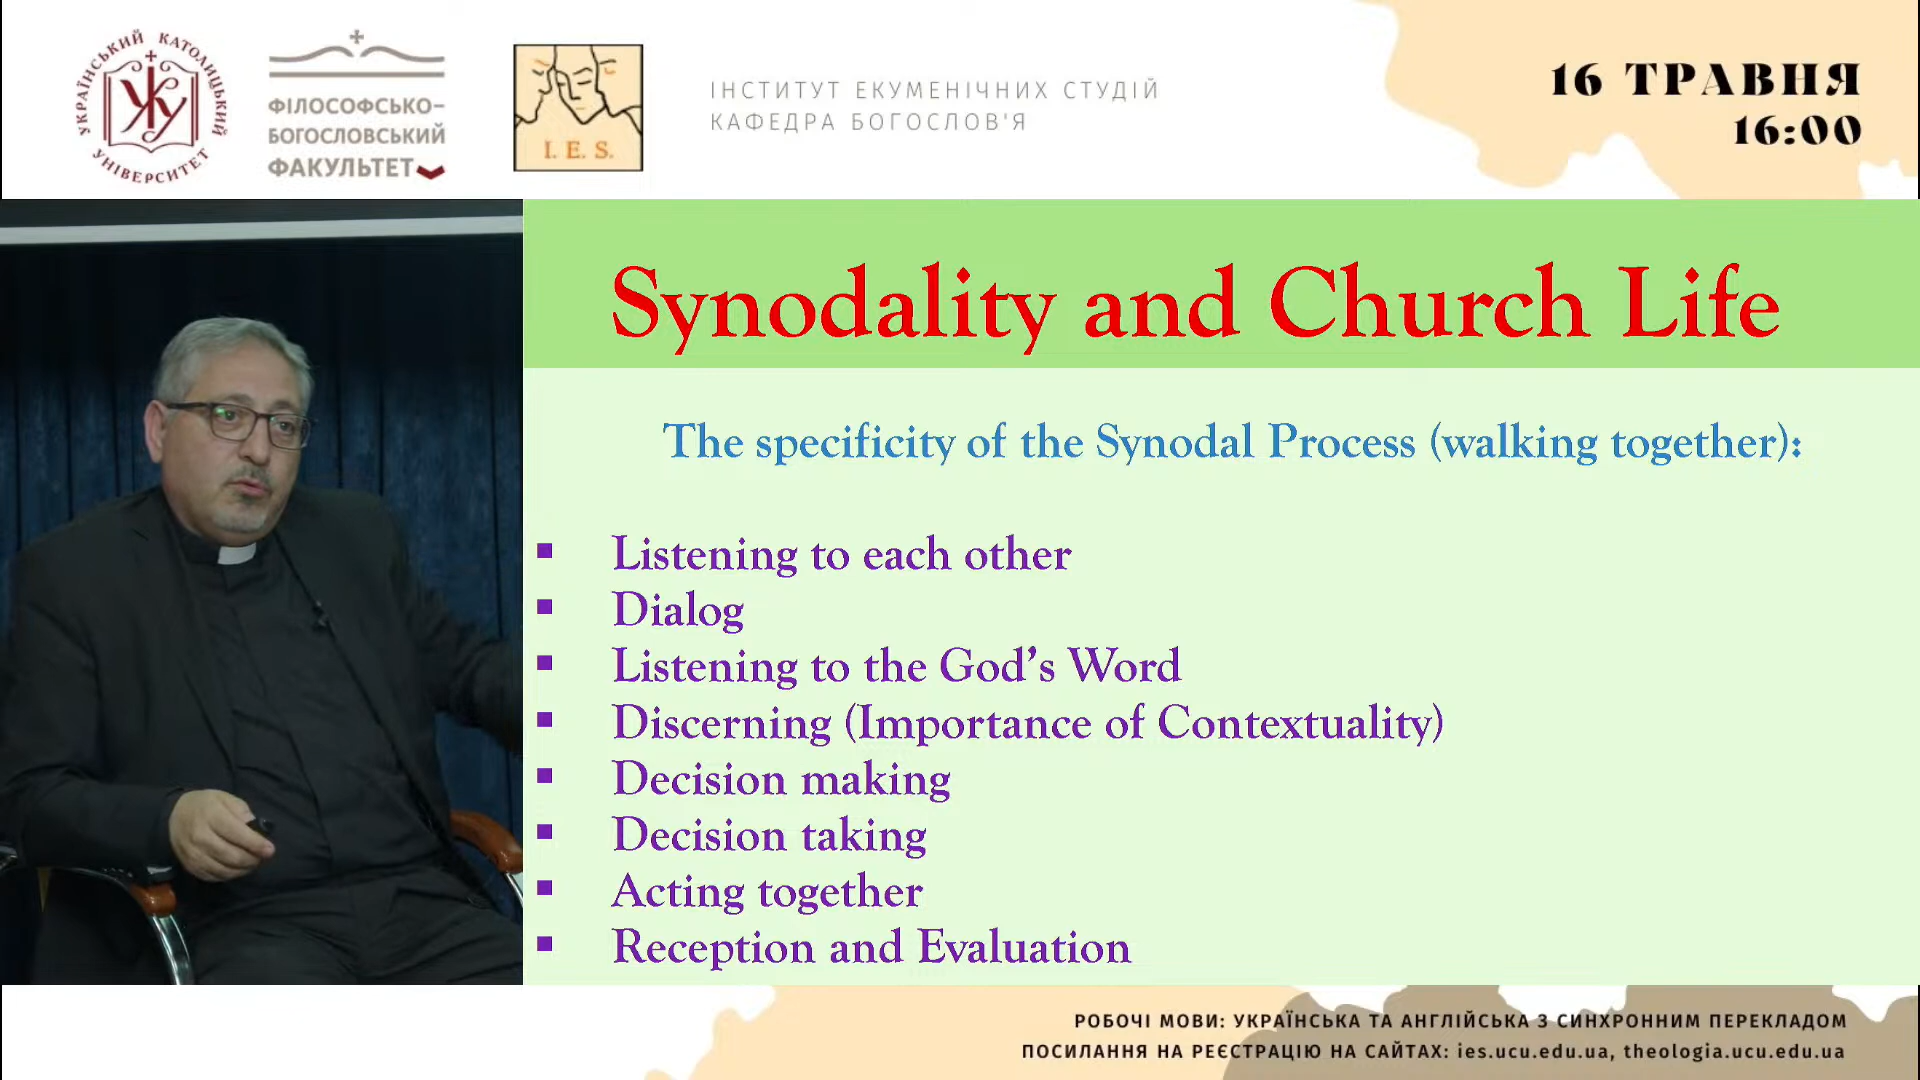 УКРАЇНСЬКИЙ КАТОЛИЦЬКИЙ УНІВЕРСИТЕТ
УКУ
ФІЛОСОФСЬКО-
БОГОСЛОВСЬКИЙ
ФАКУЛЬТЕТ
I. E. S.
ІНСТИТУТ ЕКУМЕНІЧНИХ СТУДІЙ
КАФЕДРА БОГОСЛОВ'Я
16 ТРАВНЯ
16:00
Synodality and Church Life
The specificity of the Synodal Process (walking together):
▪ Listening to each other
▪ Dialog
▪ Listening to the God’s Word
▪ Discerning (Importance of Contextuality)
▪ Decision making
▪ Decision taking
▪ Acting together
▪ Reception and Evaluation
РОБОЧІ МОВИ: УКРАЇНСЬКА ТА АНГЛІЙСЬКА З СИНХРОННИМ ПЕРЕКЛАДОМ
ПОСИЛАННЯ НА РЕЄСТРАЦІЮ НА САЙТАХ: ies.ucu.edu.ua, theologia.ucu.edu.ua